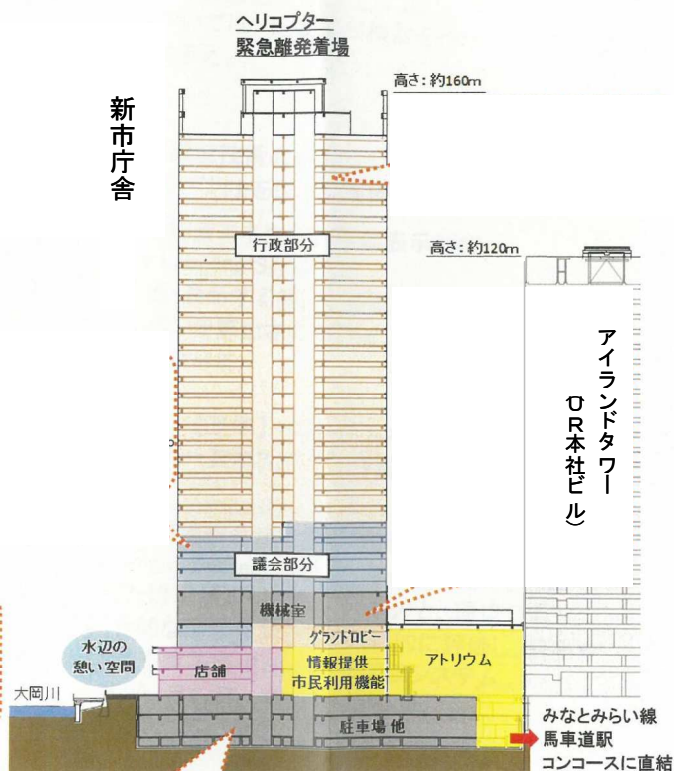 ヘリコプター
緊急離発着場
高さ：約160m
新市庁舎
行政部分
高さ：約120m
アイランドタワー
（UR本社ビル）
議会部分
機械室
グランドロビー
水辺の
憩い空間
店舗
情報提供
市民利用機能
アトリウム
大岡川
駐車場他
みなとみらい線
馬車道駅
コンコースに直結